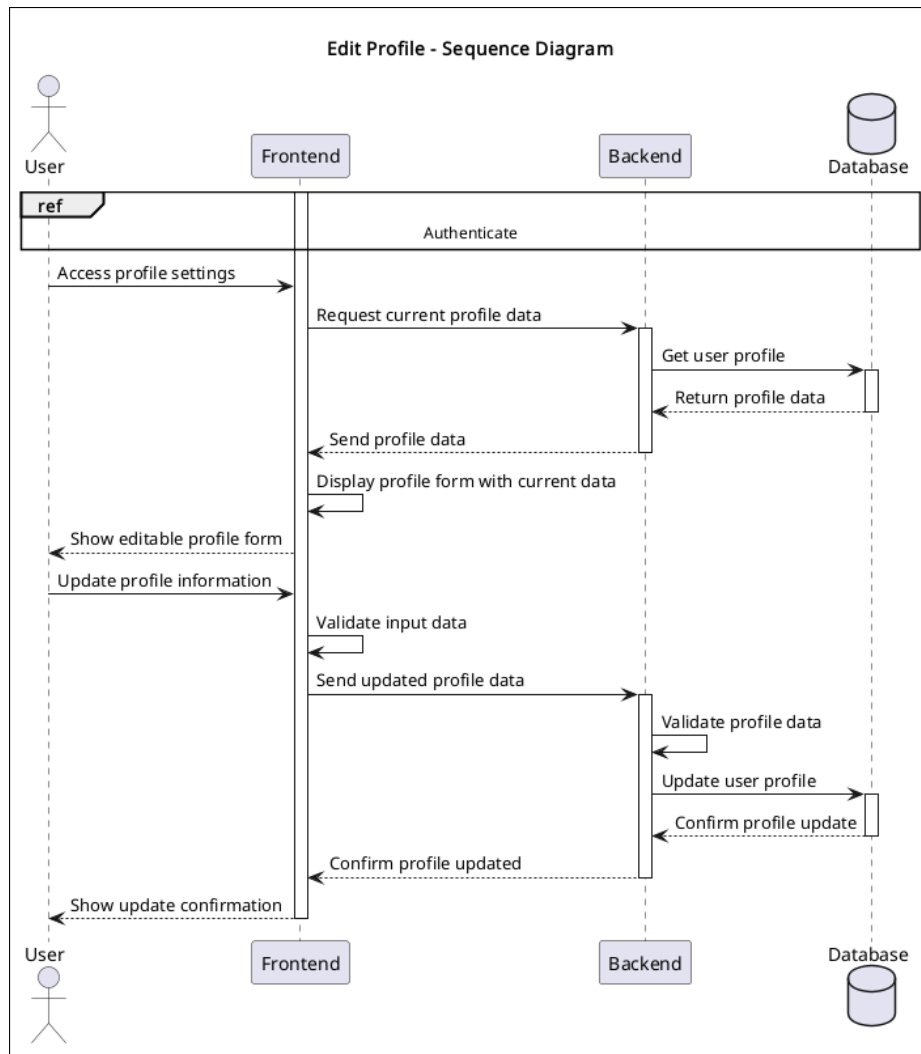 Edit Profile - Sequence Diagram
User
Frontend
Backend
Database
ref
Authenticate
Access profile settings
Request current profile data
Get user profile
Return profile data
Send profile data
Display profile form with current data
Show editable profile form
Update profile information
Validate input data
Send updated profile data
Validate profile data
Update user profile
Confirm profile update
Confirm profile updated
Show update confirmation
User
Frontend
Backend
Database